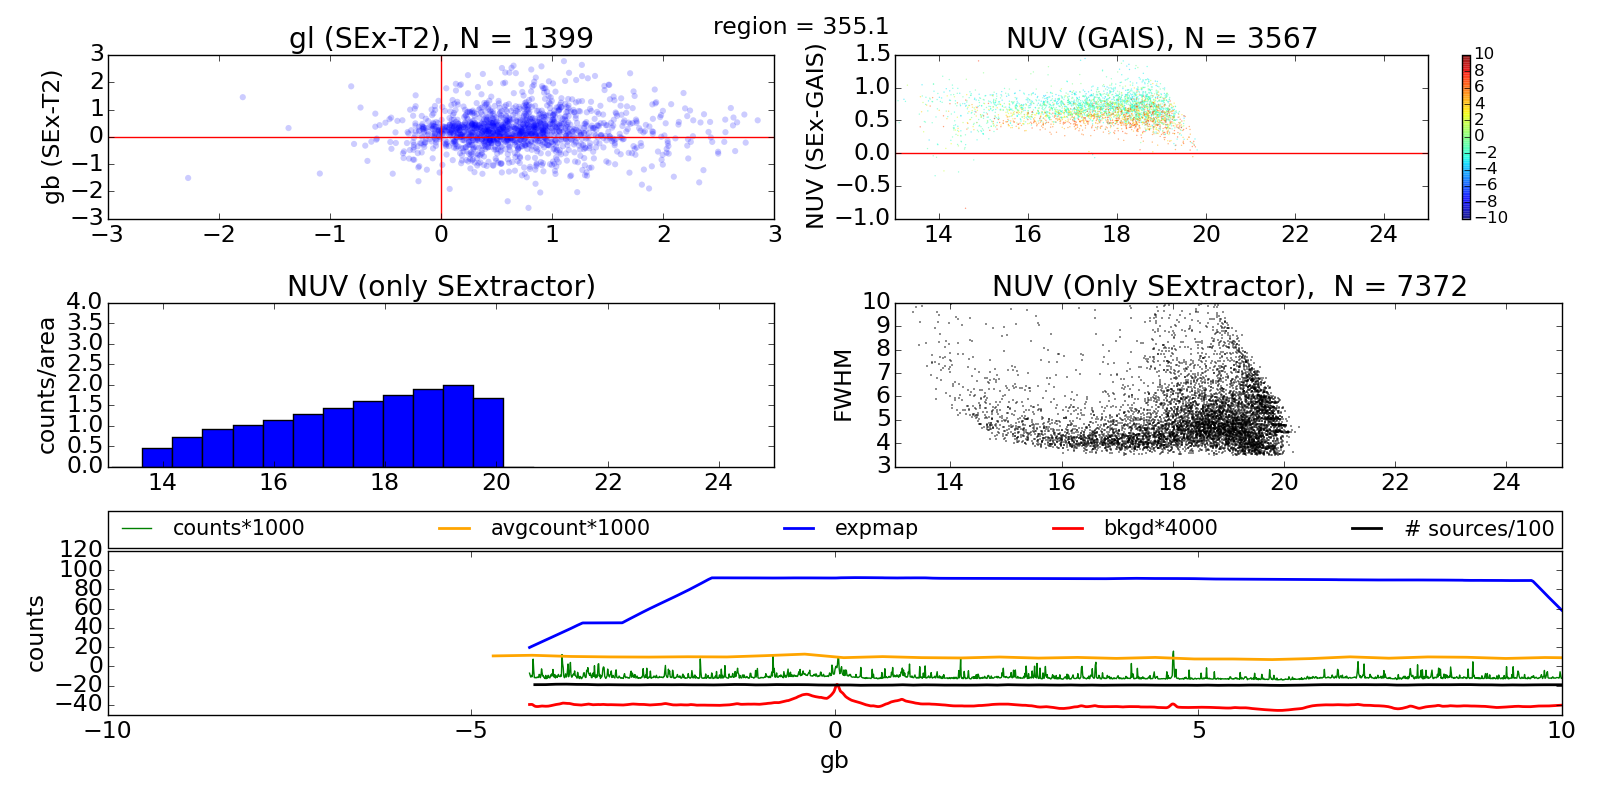 region = 355.1
gl (SEx-T2), N = 1399
NUV (GAIS), N = 3567
3
2
1
0
−1
−2
−3
gb (SEx-T2)
−3 −2 −1 0 1 2 3
1.5
1.0
0.5
0.0
−0.5
−1.0
NUV (SEx-GAIS)
14 16 18 20 22 24
10
8
6
4
2
0
−2
−4
−6
−8
−10
NUV (only SExtractor)
4.0
3.5
3.0
2.5
2.0
1.5
1.0
0.5
0.0
counts/area
14 16 18 20 22 24
NUV (Only SExtractor), N = 7372
10
9
8
7
6
5
4
3
FWHM
14 16 18 20 22 24
counts*1000 avgcount*1000 expmap bkgd*4000 # sources/100
120
100
80
60
40
20
0
−20
−40
counts
−10 −5 0 5 10
gb